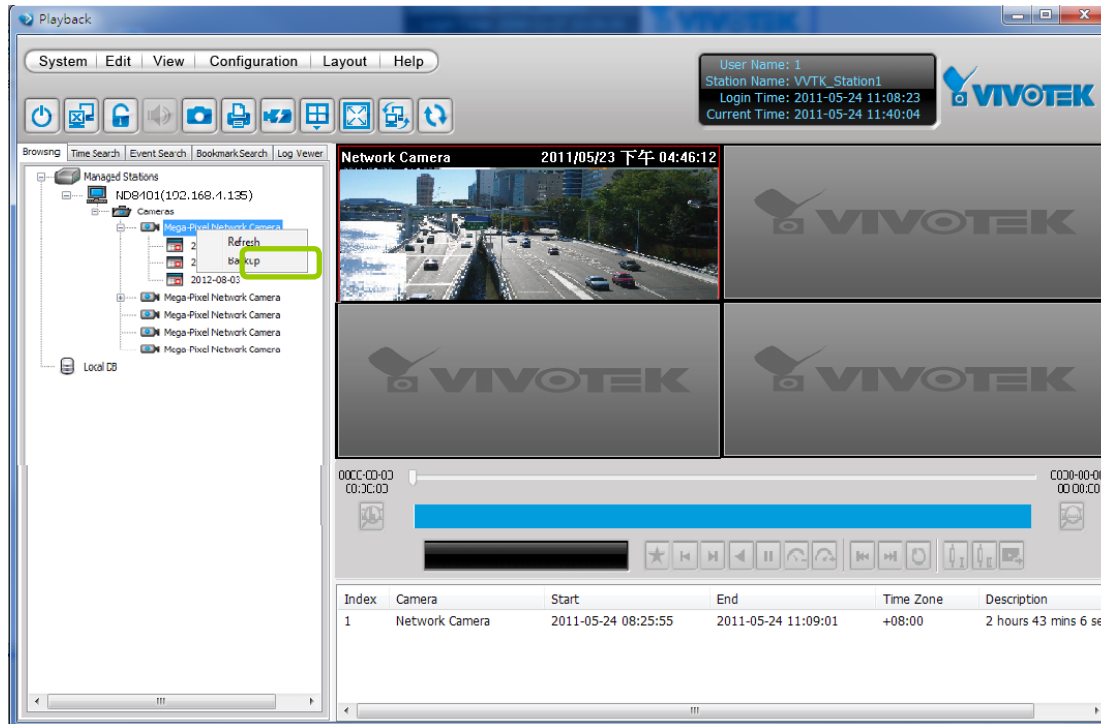 Playback
System Edit View Configuration Layout Help
User Name: 1
Station Name: VVTK_Station1
Login Time: 2011-05-24 11:08:23
Current Time: 2011-05-24 11:40:04
VIVOTEK
Browsing Time Search Event Search Bookmark Search Log Viewer
Managed Stations
ND8401(192.168.4.135)
Cameras
Mega-Pixel Network Camera
Refresh
2
Backup
2
2012-08-03
Mega-Pixel Network Camera
Mega-Pixel Network Camera
Mega-Pixel Network Camera
Mega-Pixel Network Camera
Local DB
Network Camera 2011/05/23 下午 04:46:12
VIVOTEK
VIVOTEK
VIVOTEK
Index Camera Start End Time Zone Description
1 Network Camera 2011-05-24 08:25:55 2011-05-24 11:09:01 +08:00 2 hours 43 mins 6 se